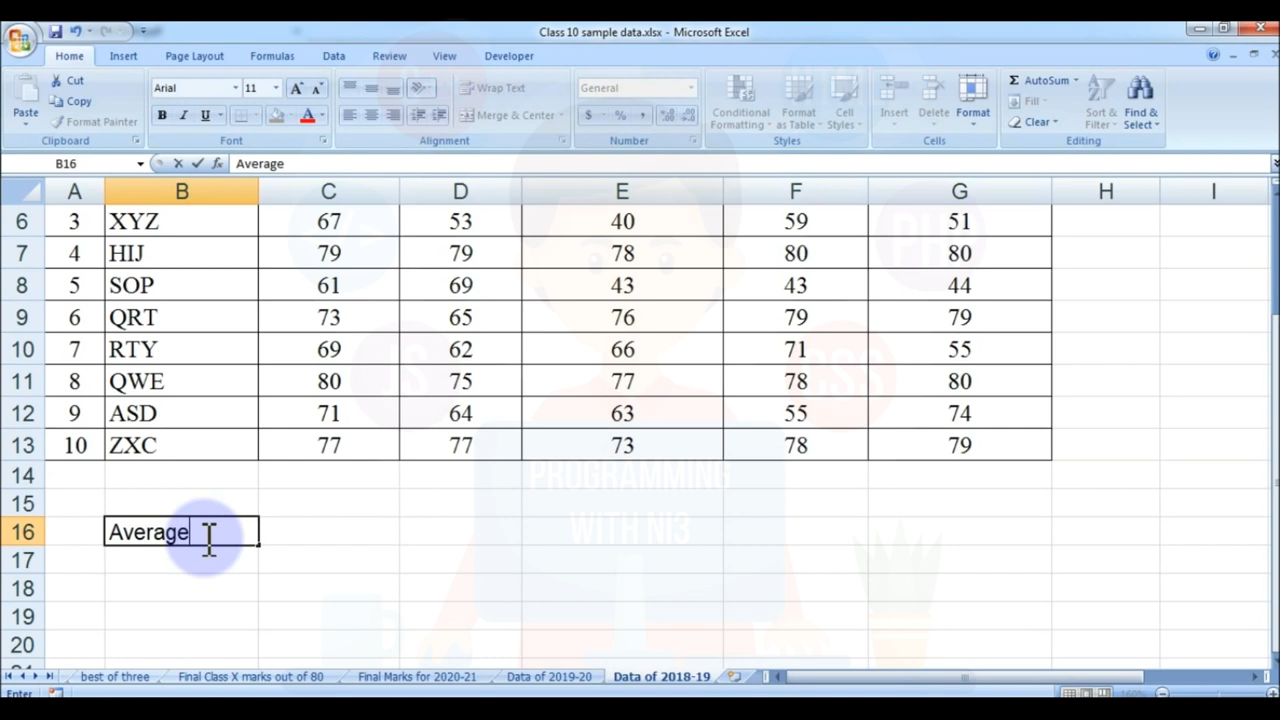 Class 10 sample data.xlsx - Microsoft Excel
Home Insert Page Layout Formulas Data Review View Developer
Paste Cut Copy Format Painter
Arial 11
B I U
Wrap Text
Merge & Center
General
$ % ,
Conditional Formatting Format as Table Cell Styles
Insert Delete Format
Σ AutoSum Fill Clear
Sort & Filter Find & Select
Clipboard Font Alignment Number Styles Cells Editing
B16 fx Average
A B C D E F G H I
6 3 XYZ 67 53 40 59 51
7 4 HIJ 79 79 78 80 80
8 5 SOP 61 69 43 43 44
9 6 QRT 73 65 76 79 79
10 7 RTY 69 62 66 71 55
11 8 QWE 80 75 77 78 80
12 9 ASD 71 64 63 55 74
13 10 ZXC 77 77 73 78 79
14
15
16 Average
17
18
19
20
PROGRAMMING
WITH NI3
JS
CSS
best of three Final Class X marks out of 80 Final Marks for 2020-21 Data of 2019-20 Data of 2018-19
Enter 160%